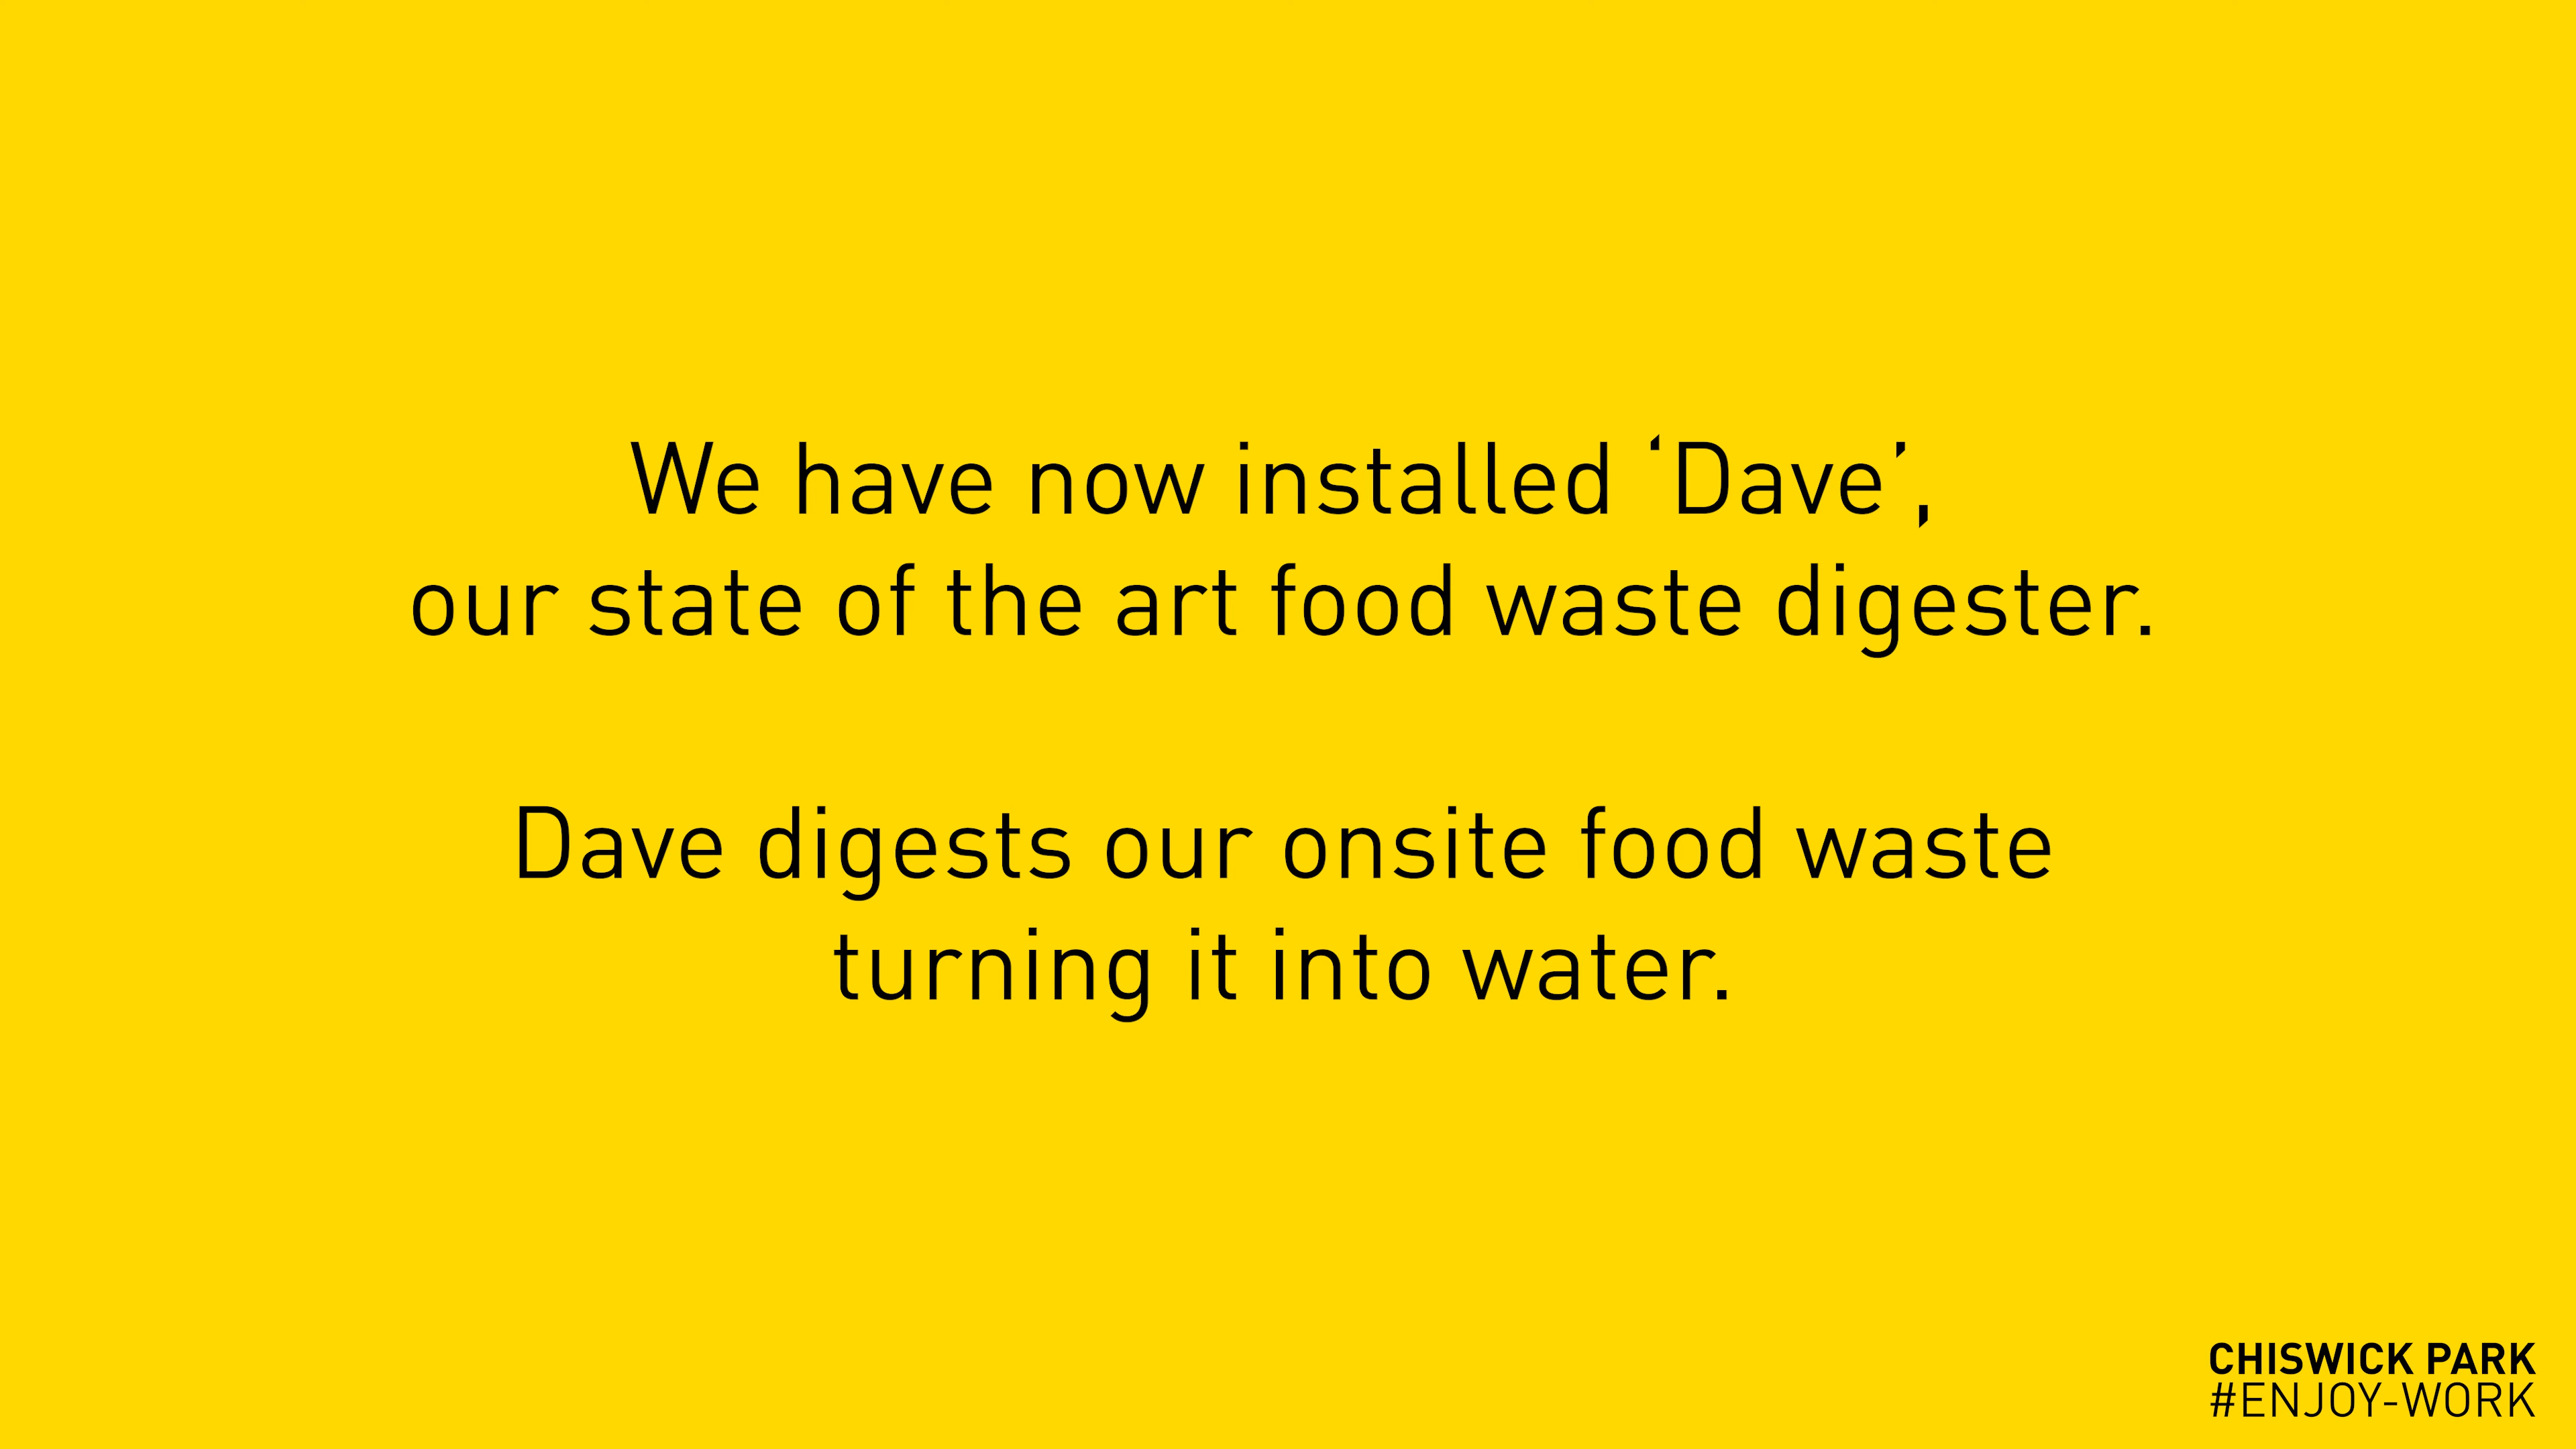 We have now installed ‘Dave’,
our state of the art food waste digester.
Dave digests our onsite food waste
turning it into water.
CHISWICK PARK
#ENJOY-WORK